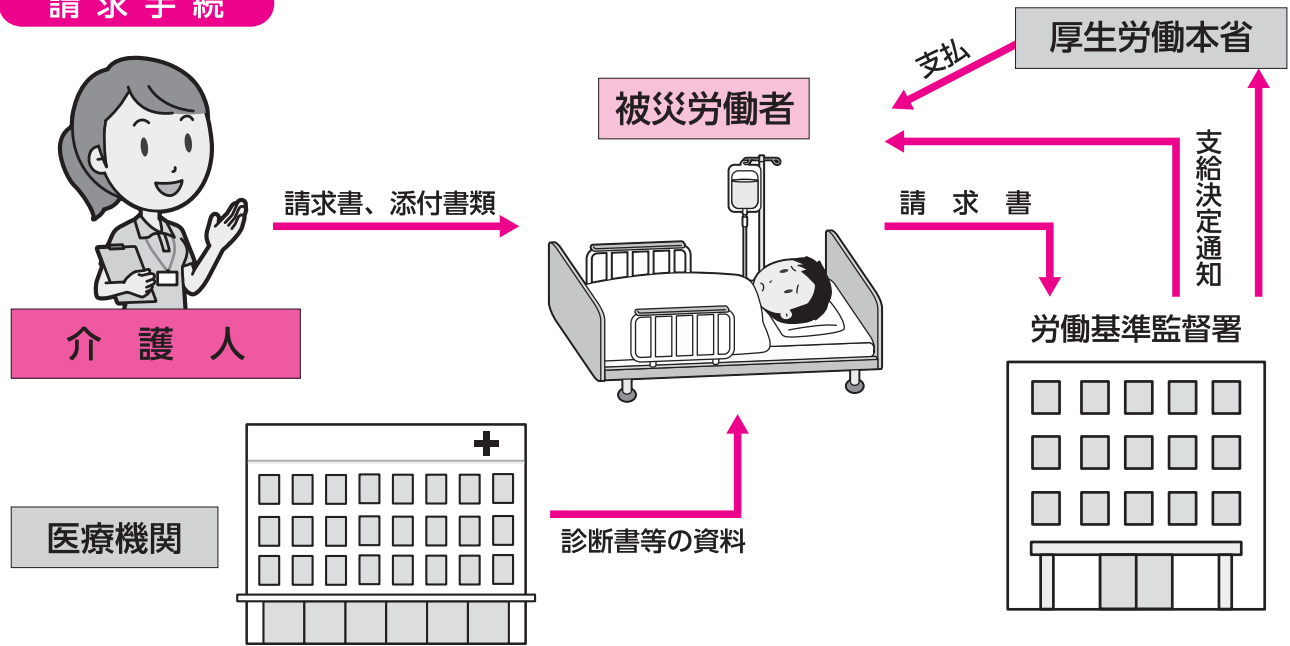 請求手続
厚生労働本省
支払
被災労働者
支給決定通知
請求書、添付書類
請求書
労働基準監督署
介護人
医療機関
診断書等の資料